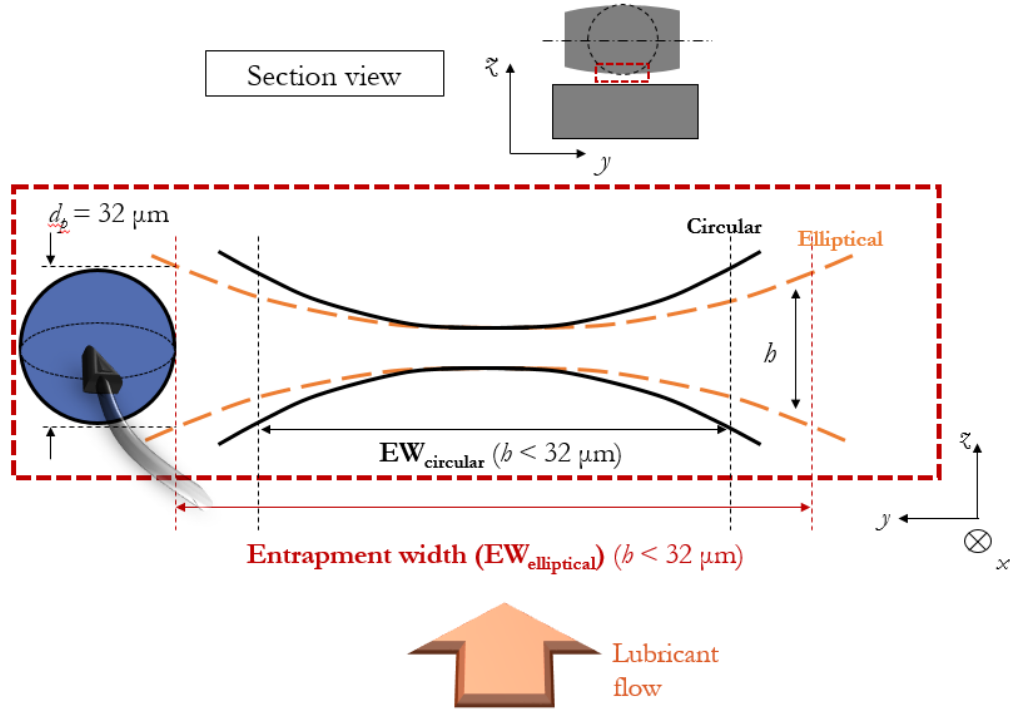 Section view
z
y
dp = 32 µm
Circular
Elliptical
h
EWcircular (h < 32 µm)
z
y
x
Entrapment width (EWelliptical) (h < 32 µm)
Lubricant
flow